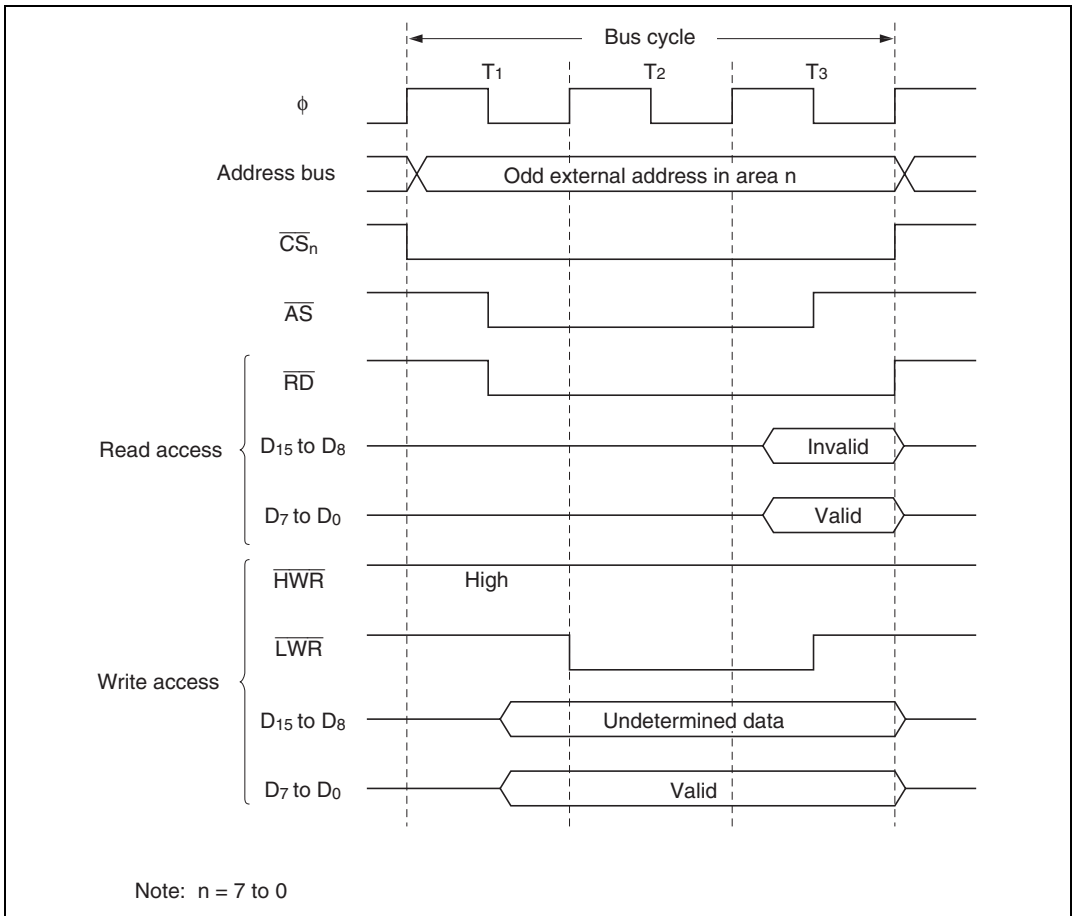 Bus cycle
T1 T2 T3
ϕ
Address bus Odd external address in area n
CSn
AS
RD
Read access D15 to D8 Invalid
D7 to D0 Valid
HWR High
LWR
Write access
D15 to D8 Undetermined data
D7 to D0 Valid
Note: n = 7 to 0